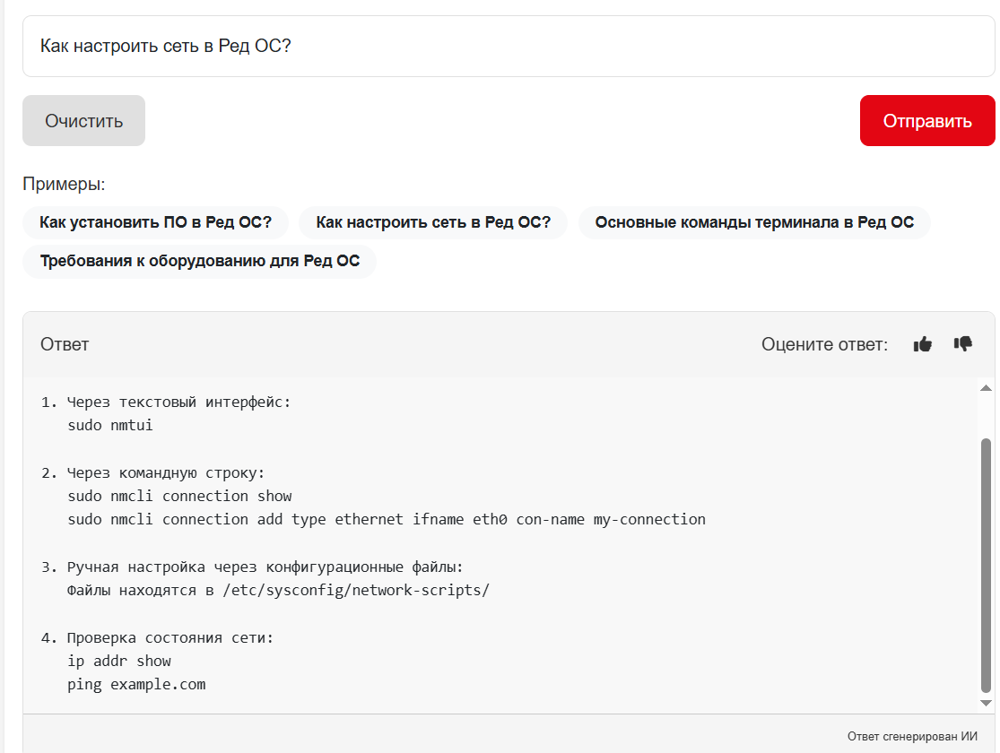 Как настроить сеть в Ред ОС?
Очистить
Отправить
Примеры:
Как установить ПО в Ред ОС?
Как настроить сеть в Ред ОС?
Основные команды терминала в Ред ОС
Требования к оборудованию для Ред ОС
Ответ
Оцените ответ:
1. Через текстовый интерфейс:
sudo nmtui
2. Через командную строку:
sudo nmcli connection show
sudo nmcli connection add type ethernet ifname eth0 con-name my-connection
3. Ручная настройка через конфигурационные файлы:
Файлы находятся в /etc/sysconfig/network-scripts/
4. Проверка состояния сети:
ip addr show
ping example.com
Ответ сгенерирован ИИ